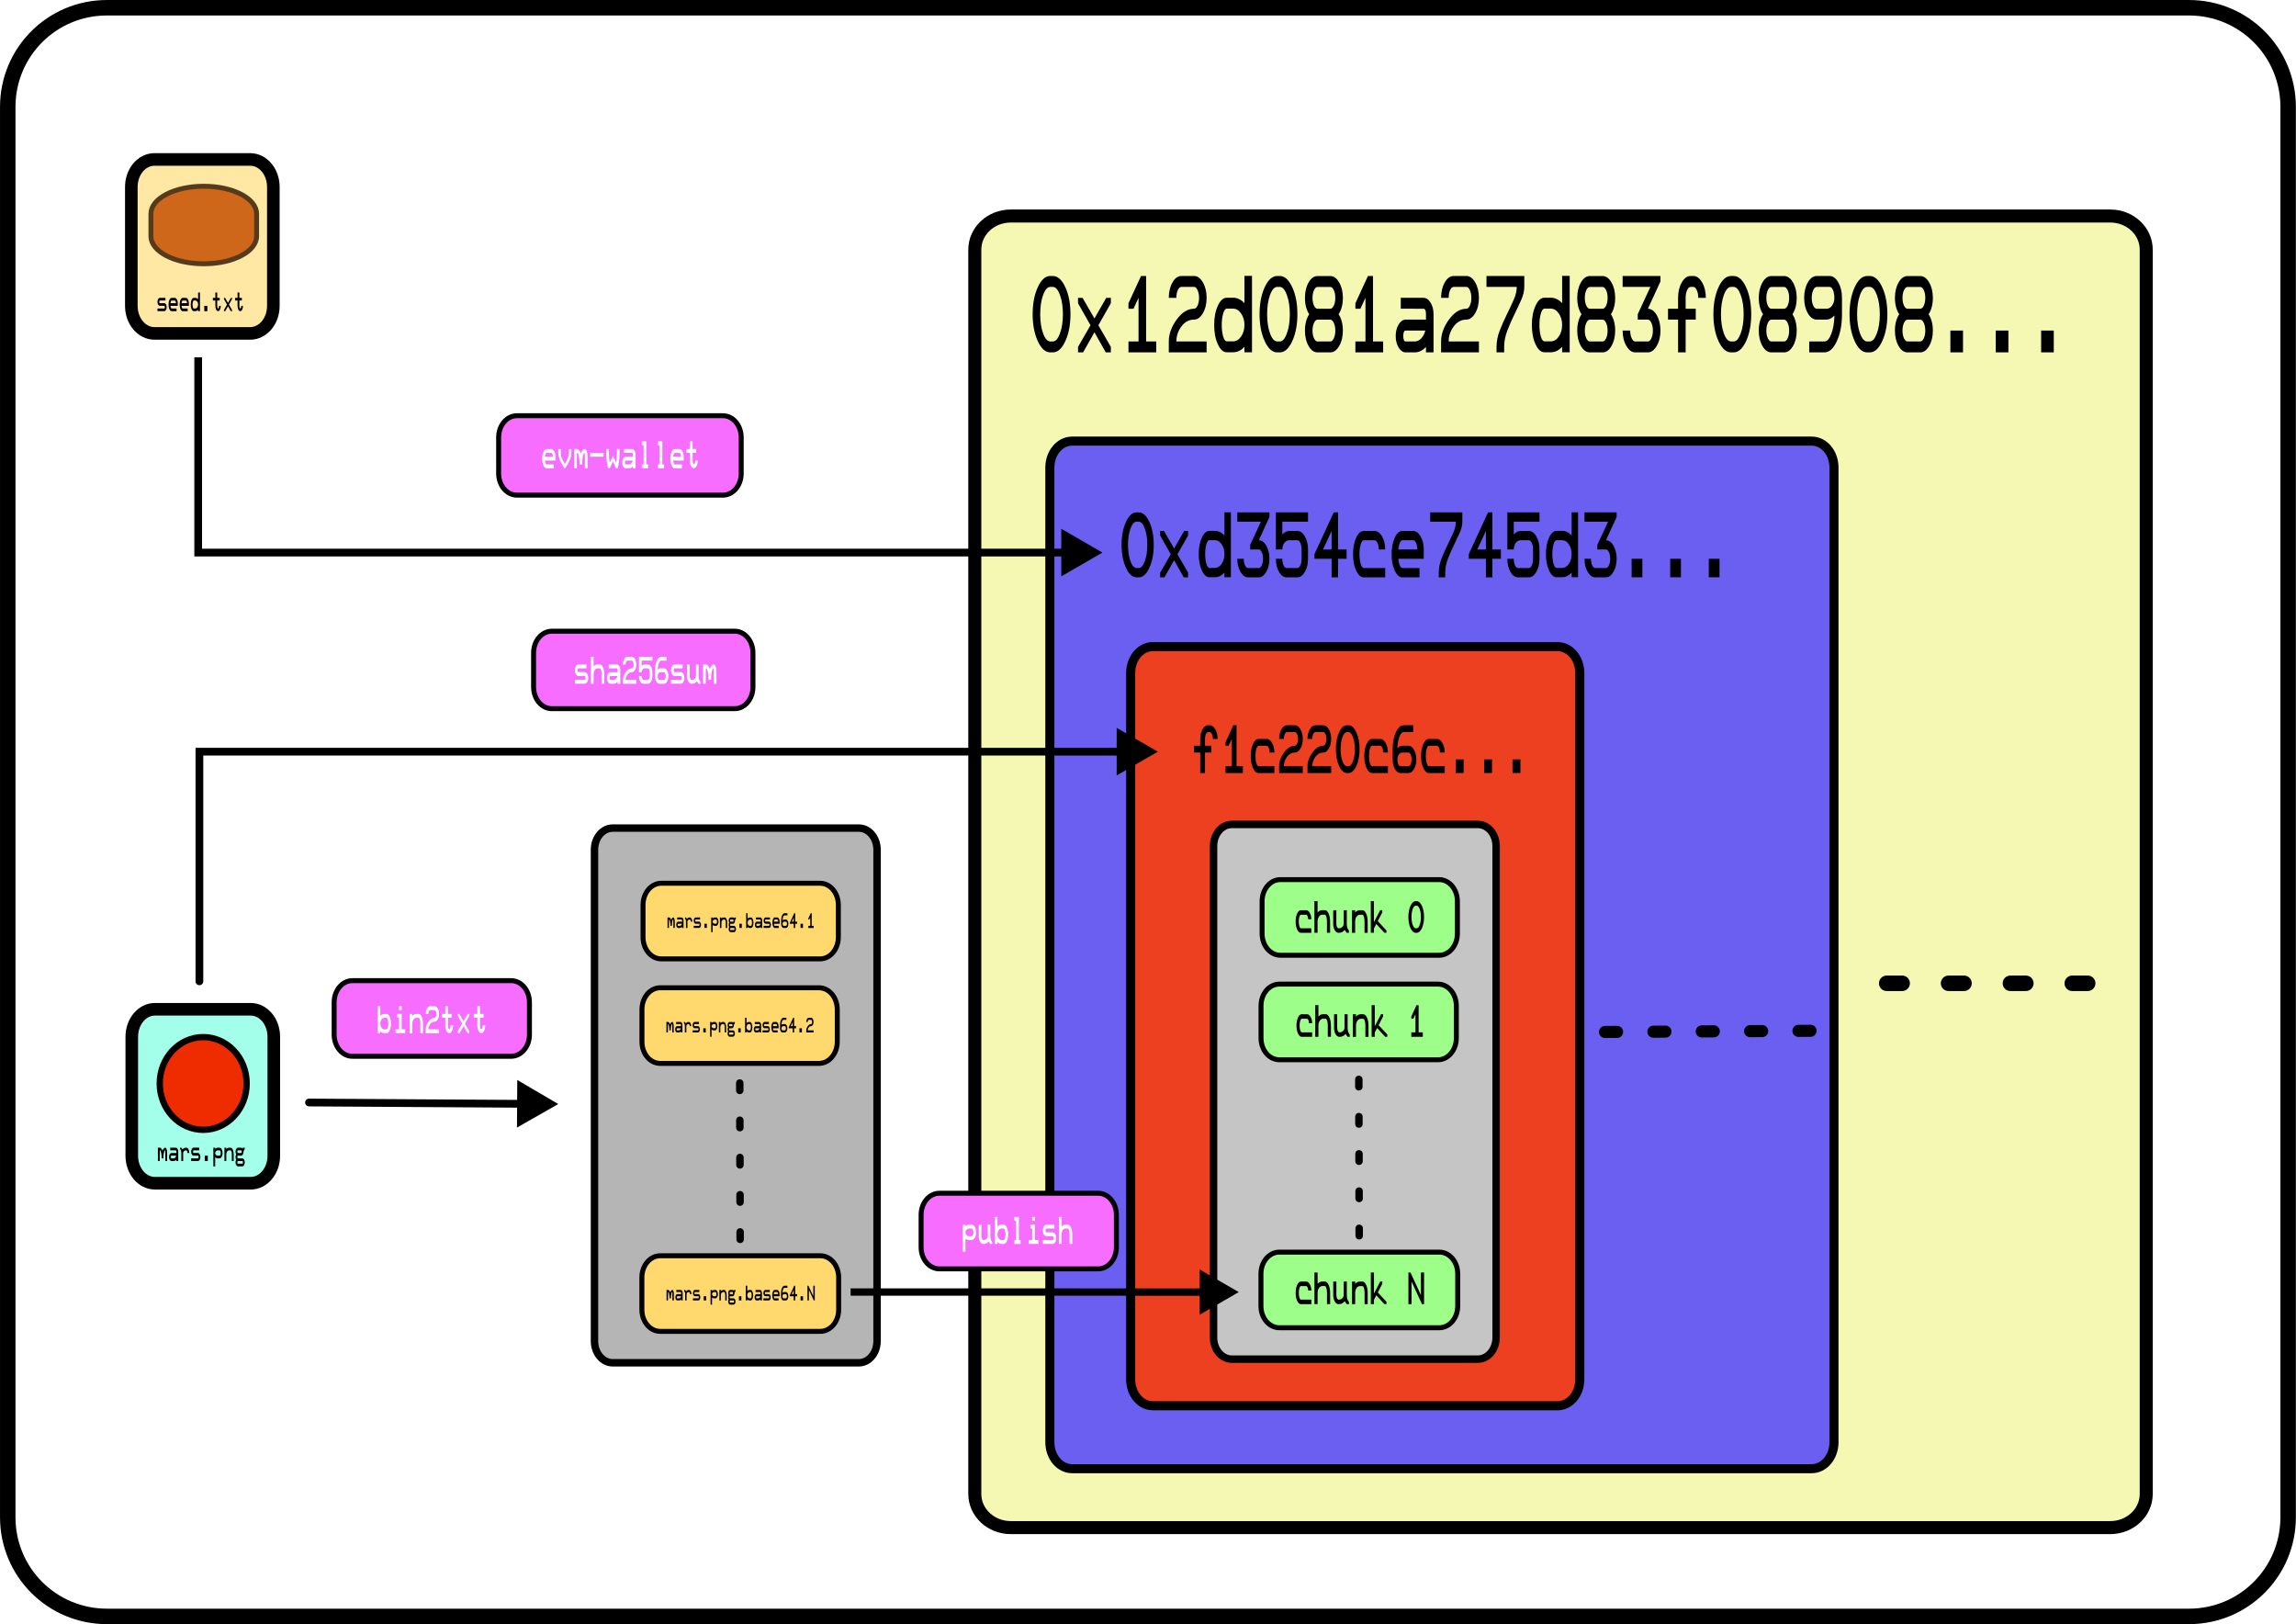 seed.txt
0x12d081a27d83f08908...
evm-wallet
0xd354ce745d3...
sha256sum
f1c220c6c...
mars.png.base64.1
chunk 0
bin2txt
mars.png.base64.2
chunk 1
mars.png
publish
mars.png.base64.N
chunk N